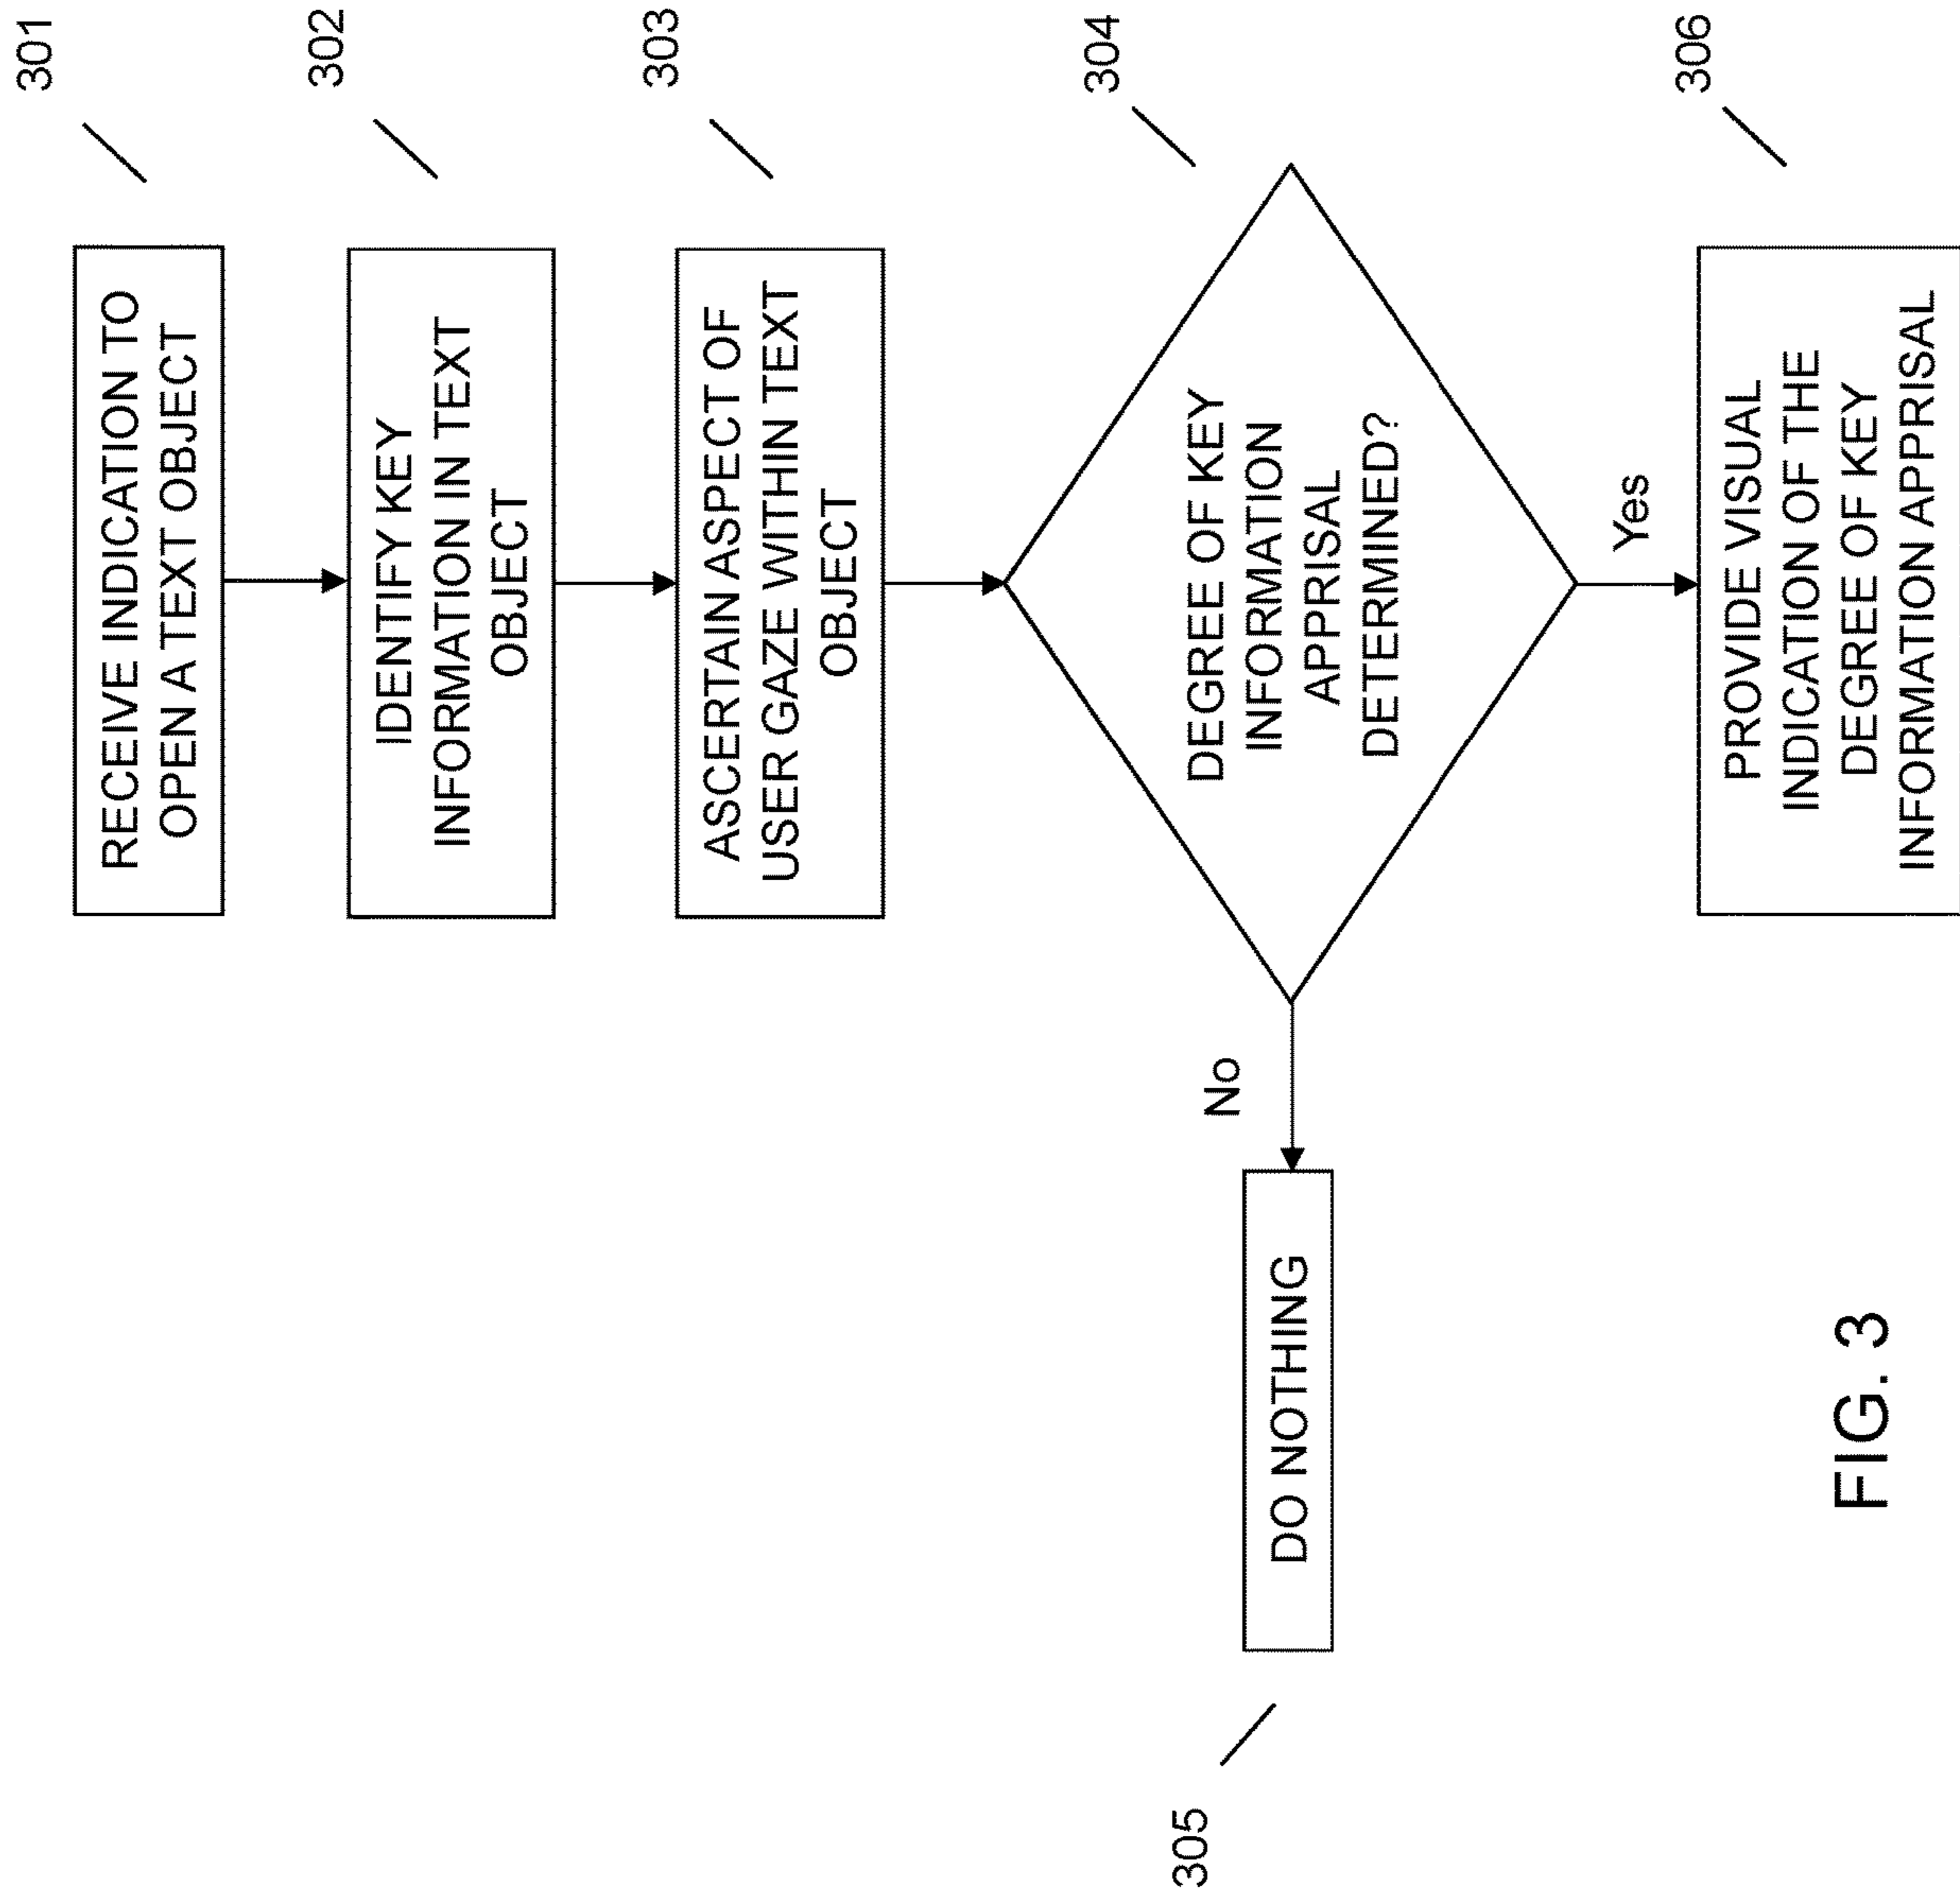 301
RECEIVE INDICATION TO
OPEN A TEXT OBJECT
302
IDENTIFY KEY
INFORMATION IN TEXT
OBJECT
303
ASCERTAIN ASPECT OF
USER GAZE WITHIN TEXT
OBJECT
304
DEGREE OF KEY
INFORMATION
APPRISAL
DETERMINED?
No
Yes
305
DO NOTHING
306
PROVIDE VISUAL
INDICATION OF THE
DEGREE OF KEY
INFORMATION APPRISAL
FIG. 3